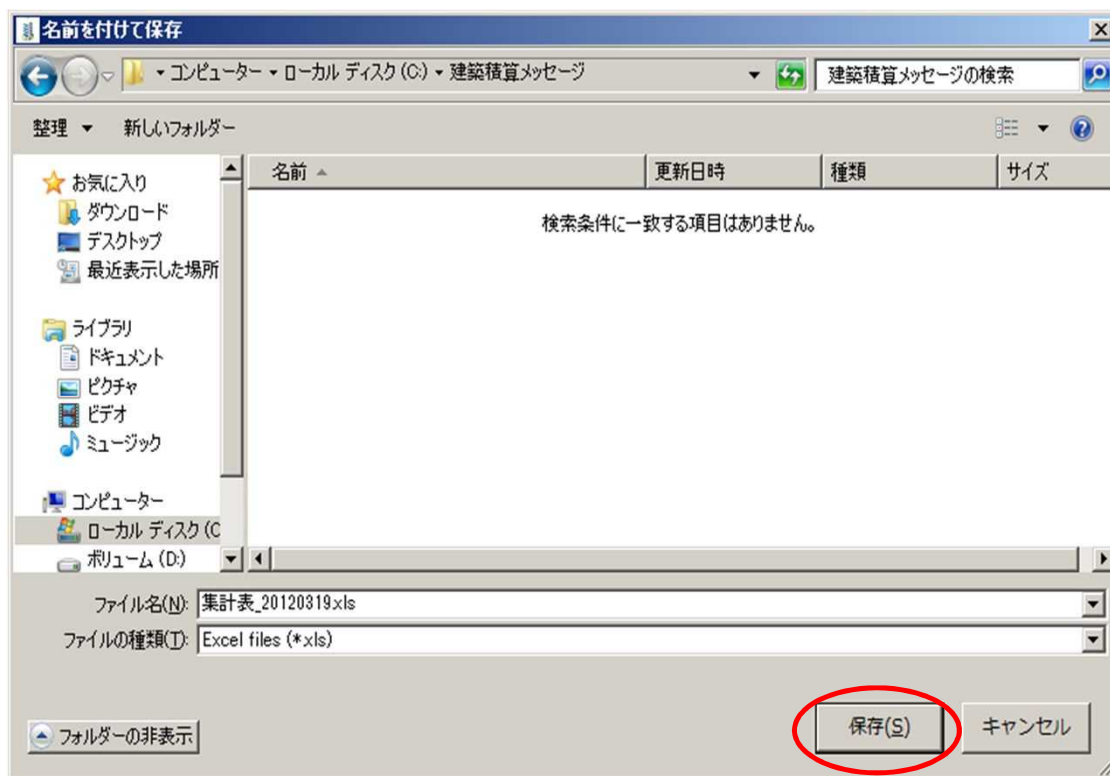 名前を付けて保存
コンピューター ローカル ディスク (C:) 建築積算メッセージ
建築積算メッセージの検索
整理 新しいフォルダー
名前 更新日時 種類 サイズ
検索条件に一致する項目はありません。
お気に入り
ダウンロード
デスクトップ
最近表示した場所
ライブラリ
ドキュメント
ピクチャ
ビデオ
ミュージック
コンピューター
ローカル ディスク (C
ボリューム (D:)
ファイル名(N): 集計表_20120319.xls
ファイルの種類(T): Excel files (*.xls)
フォルダーの非表示
保存(S) キャンセル